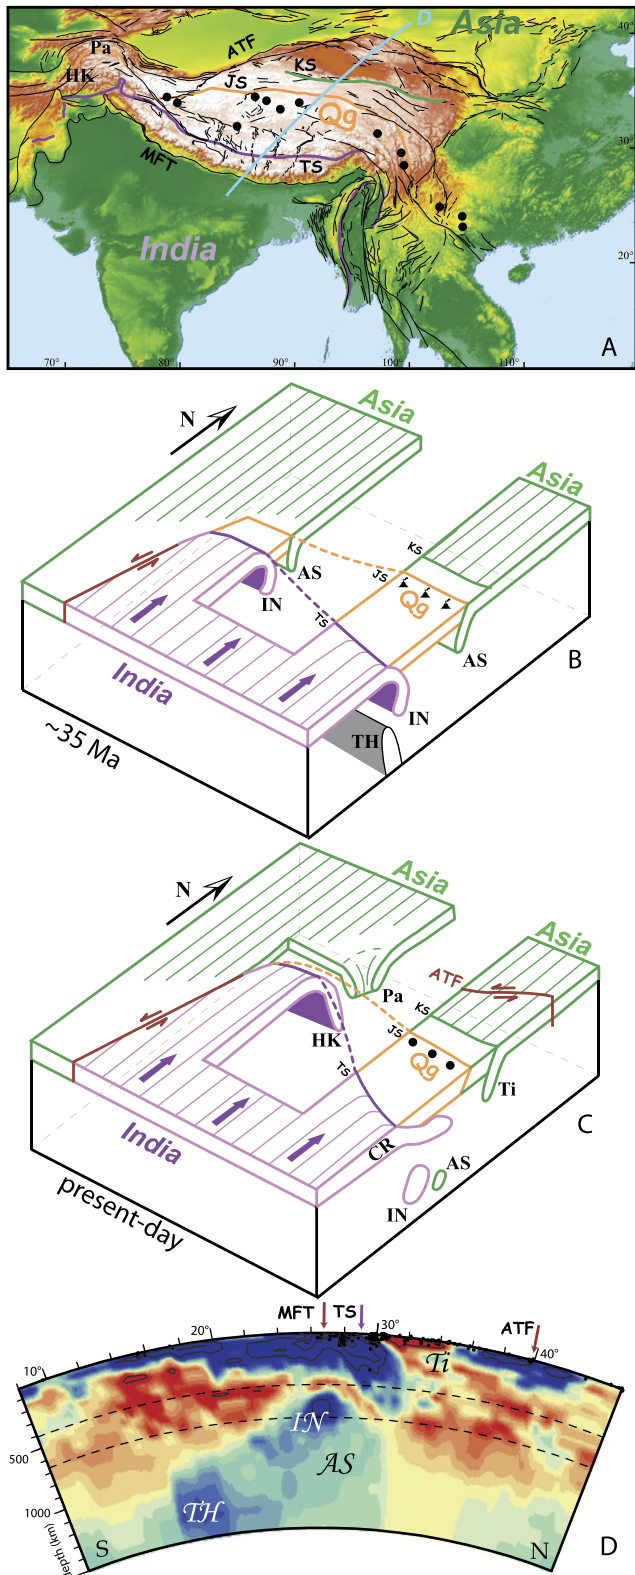 Asia
D
40°
Pa
ATF
KS
HK
JS
Qg
30°
MFT
TS
India
20°
A
70°
80°
90°
100°
110°
N
Asia
Asia
KS
AS
JS
IN
Qg
TS
AS
B
India
IN
TH
~35 Ma
N
Asia
Asia
ATF
Pa
KS
JS
HK
Qg
TS
Ti
C
India
CR
AS
IN
present-day
MFT
TS
30°
ATF
20°
40°
10°
Ti
IN
500
AS
TH
1000
depth (km)
S
N
D